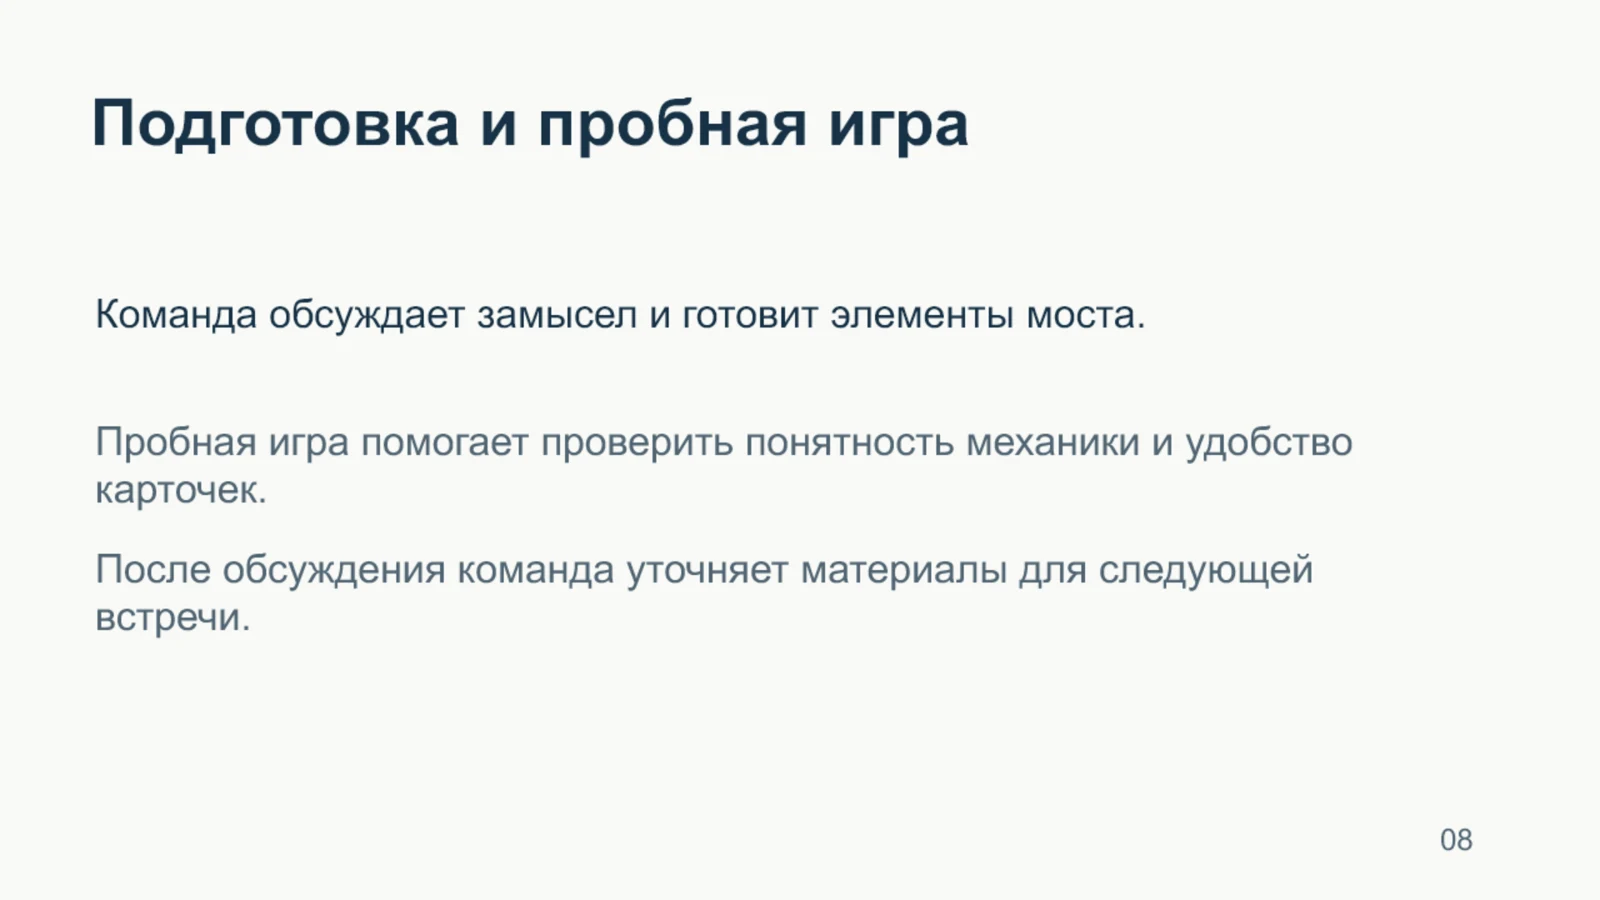 Подготовка и пробная игра
Команда обсуждает замысел и готовит элементы моста.
Пробная игра помогает проверить понятность механики и удобство
карточек.
После обсуждения команда уточняет материалы для следующей
встречи.
08